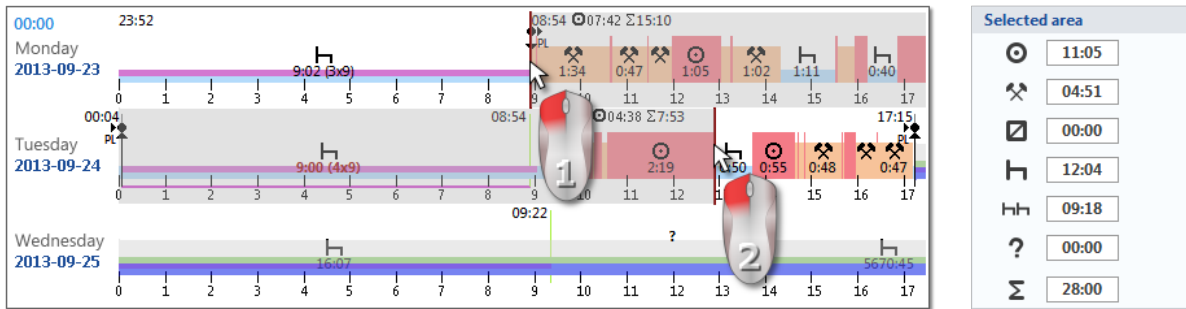 00:00 23:52 08:54 07:42 Σ15:10
Monday PL
2013-09-23 9:02 (3x9) 1:34 0:47 1:05 1:02 1:11 0:40
0 1 2 3 4 5 6 7 8 9 10 11 12 13 14 15 16 17
00:04 08:54 04:38 Σ7:53 17:15
Tuesday PL PL
2013-09-24 9:00 (4x9) 2:19 :50 0:55 0:48 0:47
0 1 2 3 4 5 6 7 8 9 10 11 12 13 14 15 16 17
1
09:22
Wednesday ?
2013-09-25 16:07 5670:45
0 1 2 3 4 5 6 7 8 9 10 11 12 13 14 15 16 17
2
Selected area
11:05
04:51
00:00
12:04
09:18
? 00:00
Σ 28:00